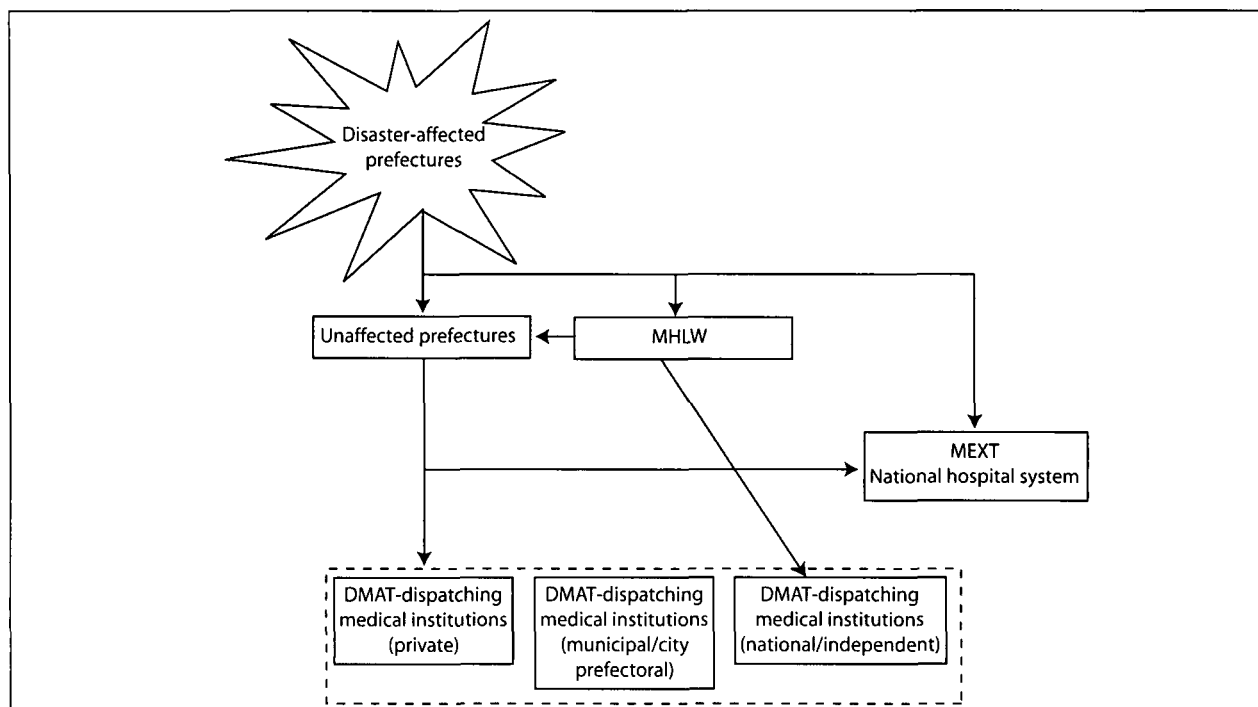 Disaster-affected
prefectures
Unaffected prefectures
MHLW
MEXT
National hospital system
DMAT-dispatching
medical institutions
(private)
DMAT-dispatching
medical institutions
(municipal/city
prefectoral)
DMAT-dispatching
medical institutions
(national/independent)